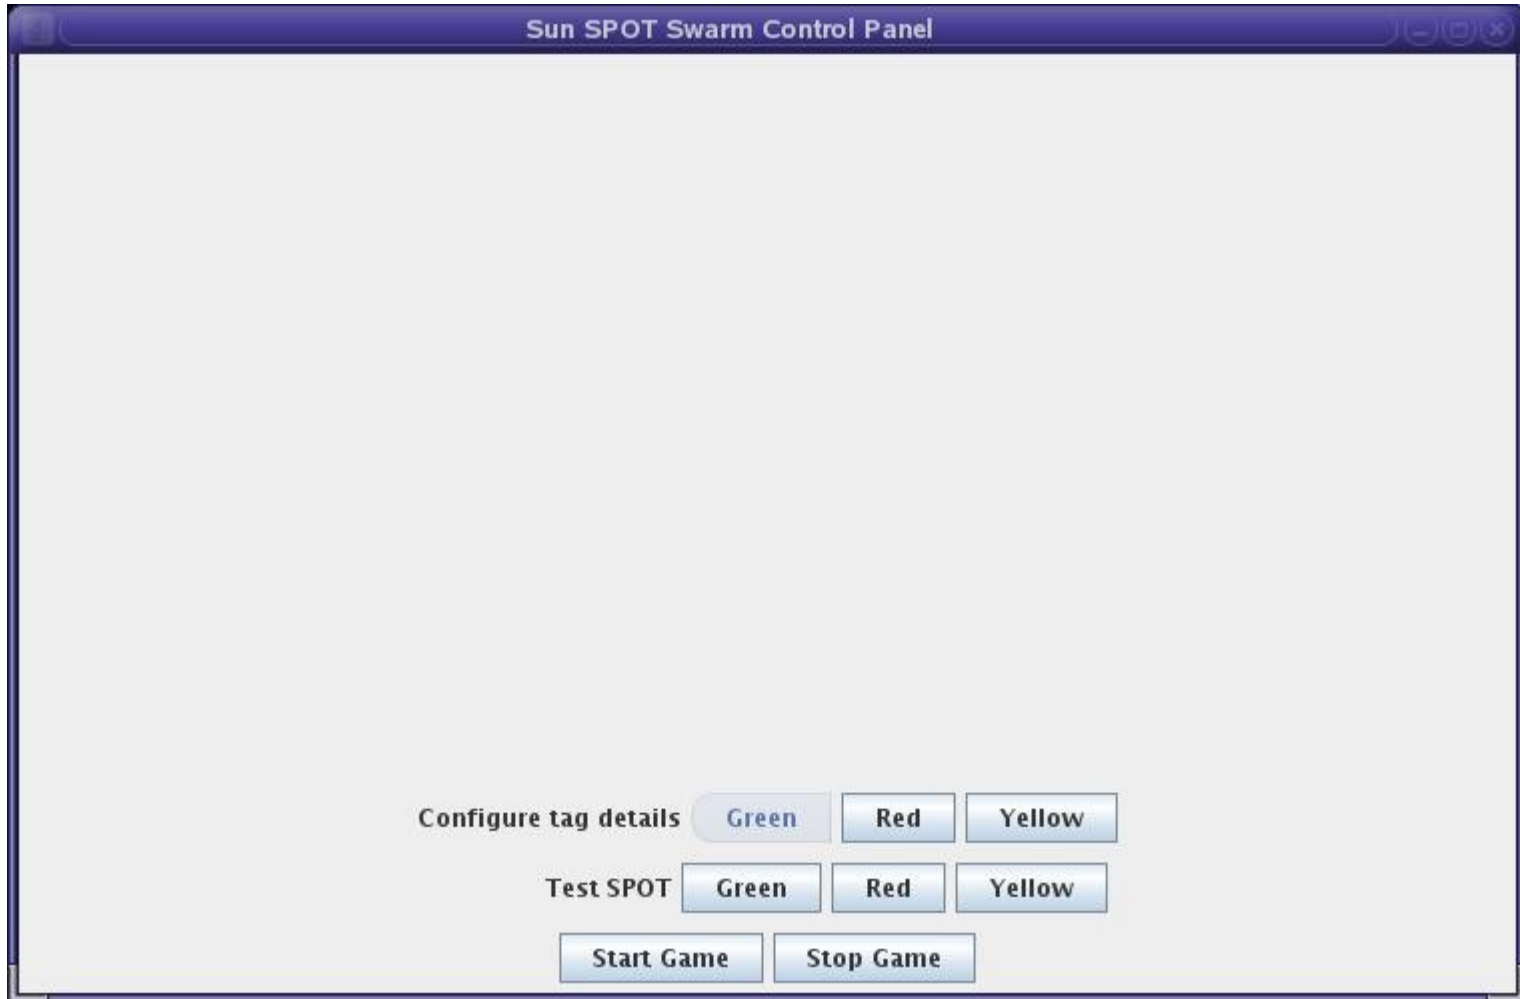 Sun SPOT Swarm Control Panel
Configure tag details Green Red Yellow
Test SPOT Green Red Yellow
Start Game Stop Game